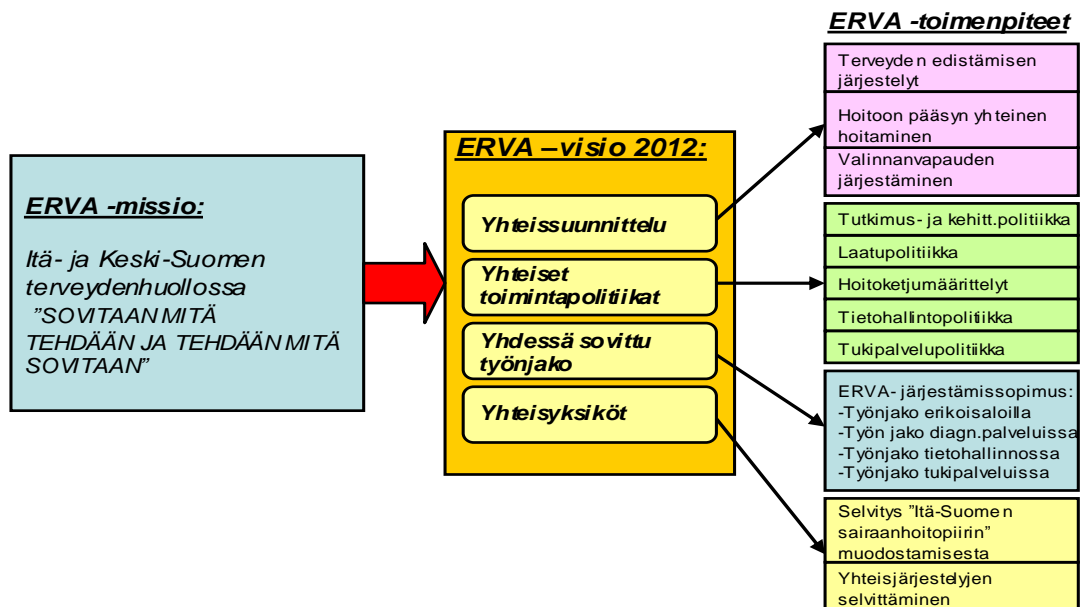 ERVA -missio:
Itä- ja Keski-Suomen
terveydenhuollossa
"SOVITAAN MITÄ
TEHDÄÄN JA TEHDÄÄN MITÄ
SOVITAAN"
ERVA –visio 2012:
Yhteissuunnittelu
Yhteiset
toimintapolitiikat
Yhdessä sovittu
työnjako
Yhteisyksiköt
ERVA -toimenpiteet
Terveyden edistämisen
järjestelyt
Hoitoon pääsyn yhteinen
hoitaminen
Valinnanvapauden
järjestäminen
Tutkimus- ja kehitt.politiikka
Laatupolitiikka
Hoitoketjumäärittelyt
Tietohallintopolitiikka
Tukipalvelupolitiikka
ERVA- järjestämissopimus:
-Työnjako erikoisaloilla
-Työn jako diagn.palveluissa
-Työnjako tietohallinnossa
-Työnjako tukipalveluissa
Selvitys "Itä-Suomen
sairaanhoitopiirin"
muodostamisesta
Yhteisjärjestelyjen
selvittäminen